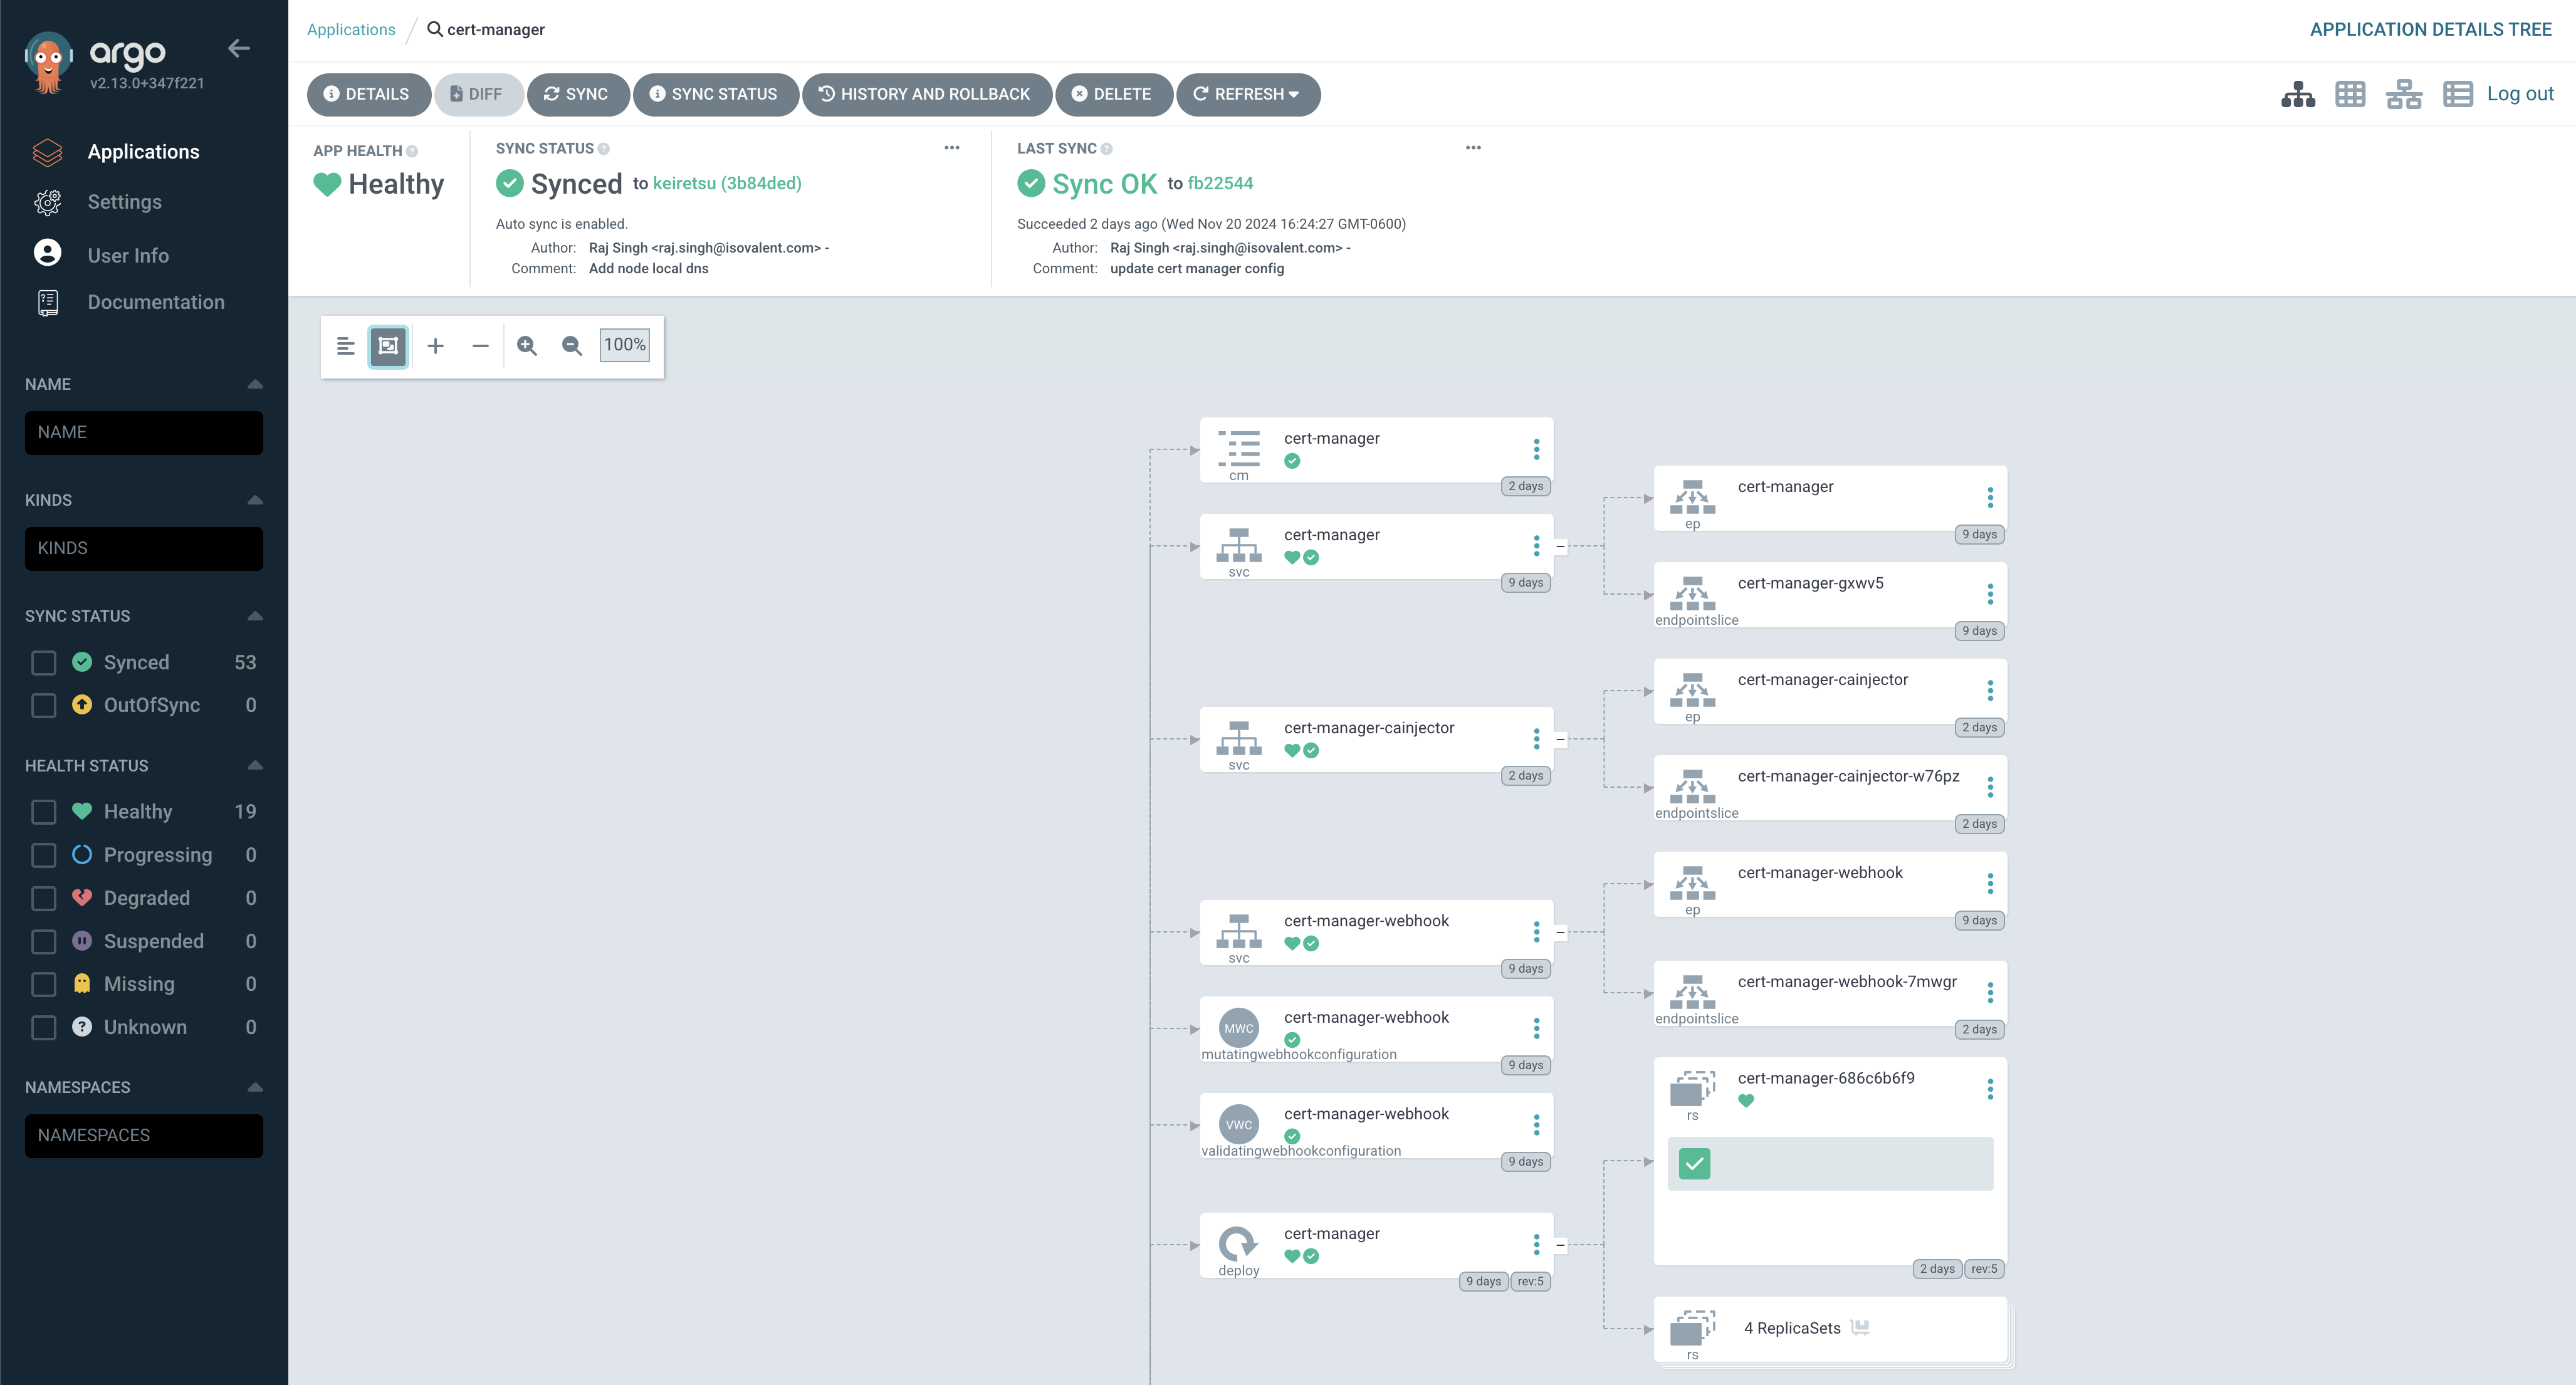 argo
v2.13.0+347f221
Applications
Settings
User Info
Documentation
NAME
NAME
KINDS
KINDS
SYNC STATUS
Synced 53
OutOfSync 0
HEALTH STATUS
Healthy 19
Progressing 0
Degraded 0
Suspended 0
Missing 0
Unknown 0
NAMESPACES
NAMESPACES
Applications / cert-manager
APPLICATION DETAILS TREE
DETAILS DIFF SYNC SYNC STATUS HISTORY AND ROLLBACK DELETE REFRESH
Log out
APP HEALTH
Healthy
SYNC STATUS
Synced to keiretsu (3b84ded)
Auto sync is enabled.
Author: Raj Singh <raj.singh@isovalent.com> -
Comment: Add node local dns
LAST SYNC
Sync OK to fb22544
Succeeded 2 days ago (Wed Nov 20 2024 16:24:27 GMT-0600)
Author: Raj Singh <raj.singh@isovalent.com> -
Comment: update cert manager config
100%
cert-manager
cm
2 days
cert-manager
svc
9 days
cert-manager-cainjector
svc
2 days
cert-manager-webhook
svc
9 days
MWC
cert-manager-webhook
mutatingwebhookconfiguration
9 days
VWC
cert-manager-webhook
validatingwebhookconfiguration
9 days
cert-manager
deploy
9 days rev:5
cert-manager
ep
9 days
cert-manager-gxwv5
endpointslice
9 days
cert-manager-cainjector
ep
2 days
cert-manager-cainjector-w76pz
endpointslice
2 days
cert-manager-webhook
ep
9 days
cert-manager-webhook-7mwgr
endpointslice
2 days
cert-manager-686c6b6f9
rs
2 days rev:5
4 ReplicaSets
rs